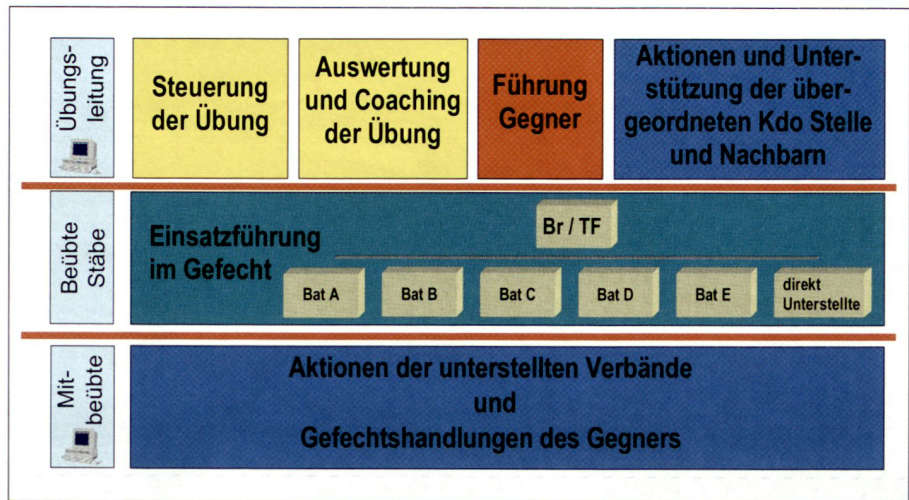 Übungs-
leitung
Steuerung
der Übung
Auswertung
und Coaching
der Übung
Führung
Gegner
Aktionen und Unter-
stützung der über-
geordneten Kdo Stelle
und Nachbarn
Beübte
Stäbe
Einsatzführung
im Gefecht
Br / TF
Bat A
Bat B
Bat C
Bat D
Bat E
direkt
Unterstellte
Mit-
beübte
Aktionen der unterstellten Verbände
und
Gefechtshandlungen des Gegners